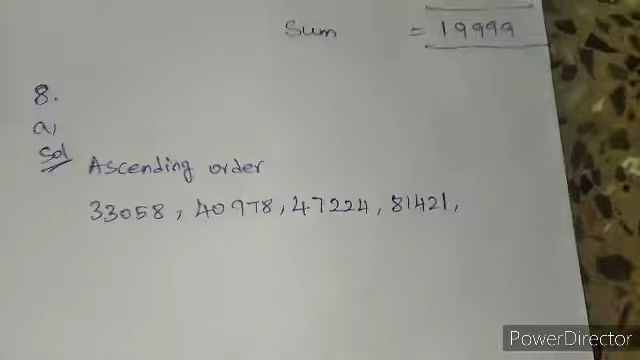 Sum = 19999
8.
a,
Sol
Ascending order
33058, 40978, 47224, 81421,
PowerDirector